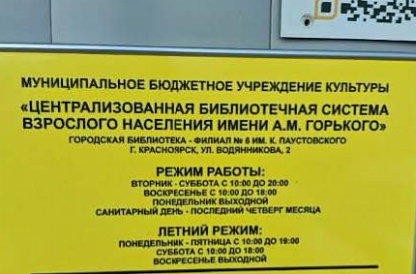 МУНИЦИПАЛЬНОЕ БЮДЖЕТНОЕ УЧРЕЖДЕНИЕ КУЛЬТУРЫ
«ЦЕНТРАЛИЗОВАННАЯ БИБЛИОТЕЧНАЯ СИСТЕМА
ВЗРОСЛОГО НАСЕЛЕНИЯ ИМЕНИ А.М. ГОРЬКОГО»
ГОРОДСКАЯ БИБЛИОТЕКА - ФИЛИАЛ № 6 ИМ. К. ПАУСТОВСКОГО
Г. КРАСНОЯРСК, УЛ. ВОДЯННИКОВА, 2
РЕЖИМ РАБОТЫ:
ВТОРНИК - СУББОТА С 10:00 ДО 20:00
ВОСКРЕСЕНЬЕ С 10:00 ДО 18:00
ПОНЕДЕЛЬНИК ВЫХОДНОЙ
САНИТАРНЫЙ ДЕНЬ - ПОСЛЕДНИЙ ЧЕТВЕРГ МЕСЯЦА
ЛЕТНИЙ РЕЖИМ:
ПОНЕДЕЛЬНИК - ПЯТНИЦА С 10:00 ДО 19:00
СУББОТА С 10:00 ДО 18:00
ВОСКРЕСЕНЬЕ ВЫХОДНОЙ